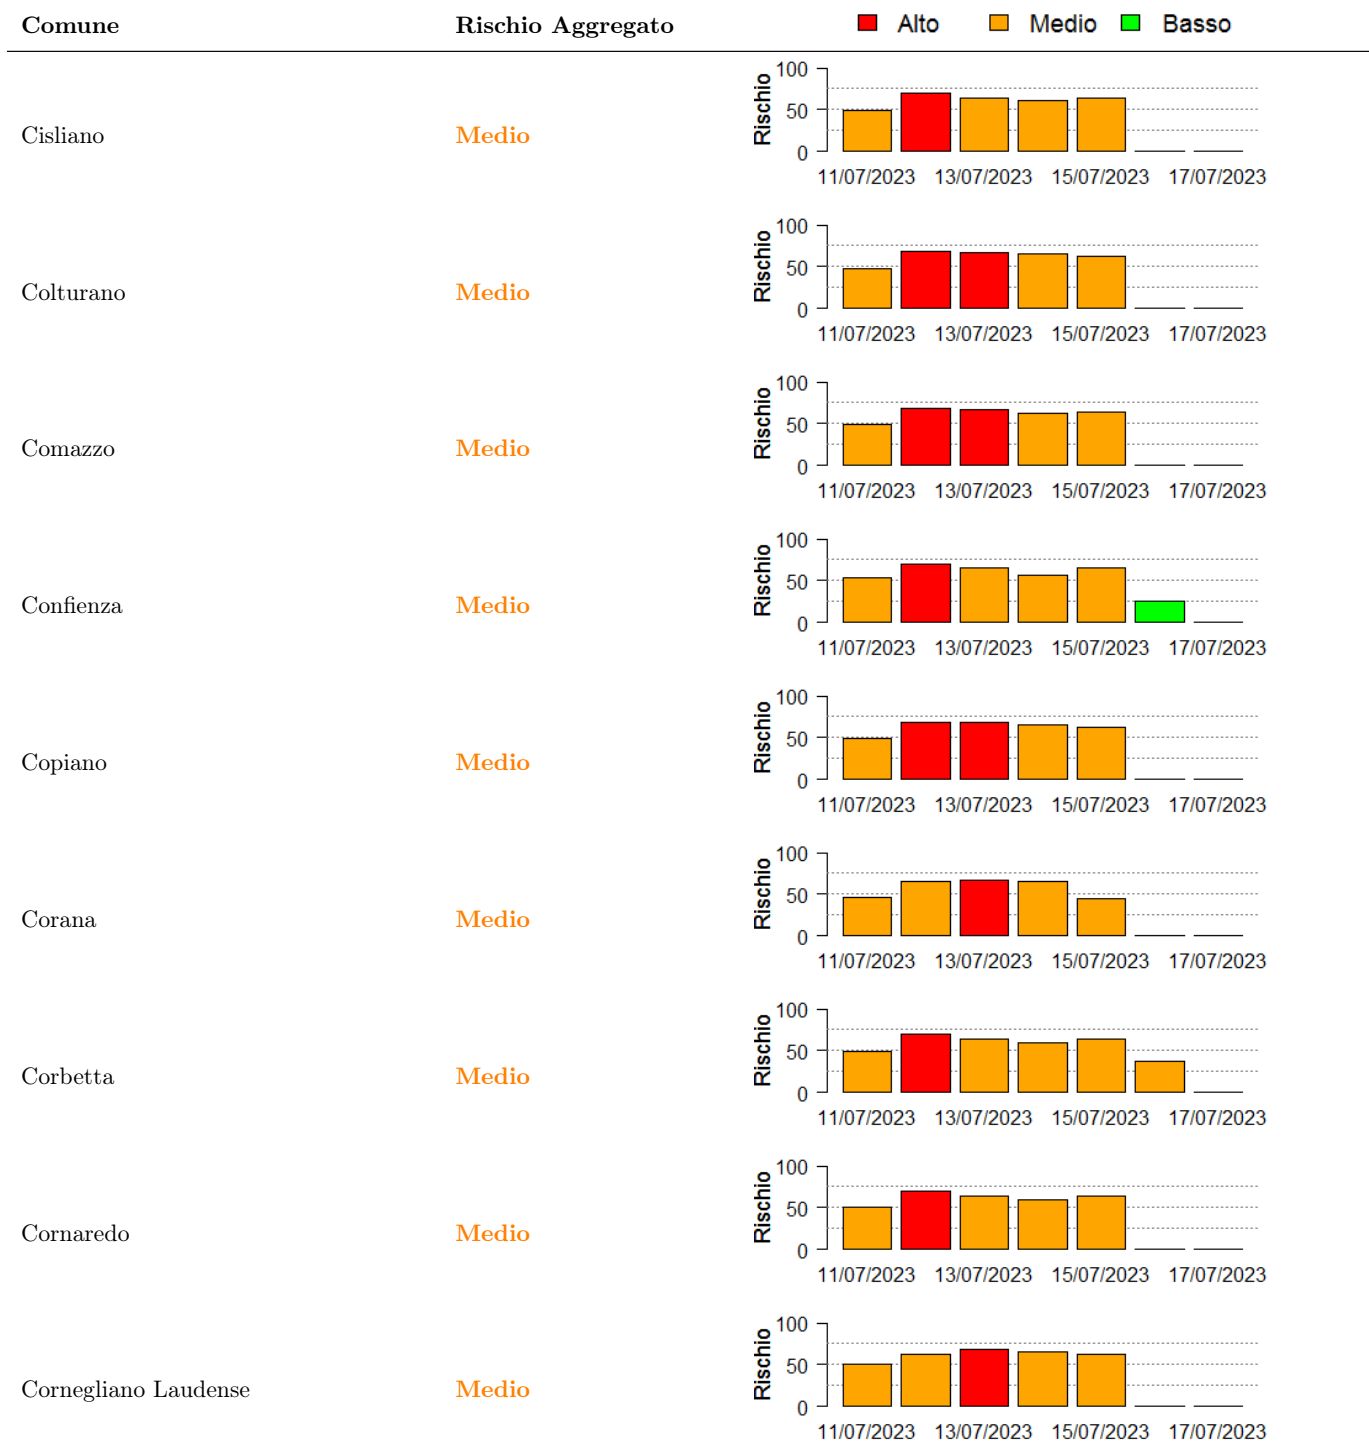 Comune Rischio Aggregato Alto Medio Basso
Cisliano Medio Rischio 100 50 0
11/07/2023 13/07/2023 15/07/2023 17/07/2023
Colturano Medio Rischio 100 50 0
11/07/2023 13/07/2023 15/07/2023 17/07/2023
Comazzo Medio Rischio 100 50 0
11/07/2023 13/07/2023 15/07/2023 17/07/2023
Confienza Medio Rischio 100 50 0
11/07/2023 13/07/2023 15/07/2023 17/07/2023
Copiano Medio Rischio 100 50 0
11/07/2023 13/07/2023 15/07/2023 17/07/2023
Corana Medio Rischio 100 50 0
11/07/2023 13/07/2023 15/07/2023 17/07/2023
Corbetta Medio Rischio 100 50 0
11/07/2023 13/07/2023 15/07/2023 17/07/2023
Cornaredo Medio Rischio 100 50 0
11/07/2023 13/07/2023 15/07/2023 17/07/2023
Cornegliano Laudense Medio Rischio 100 50 0
11/07/2023 13/07/2023 15/07/2023 17/07/2023